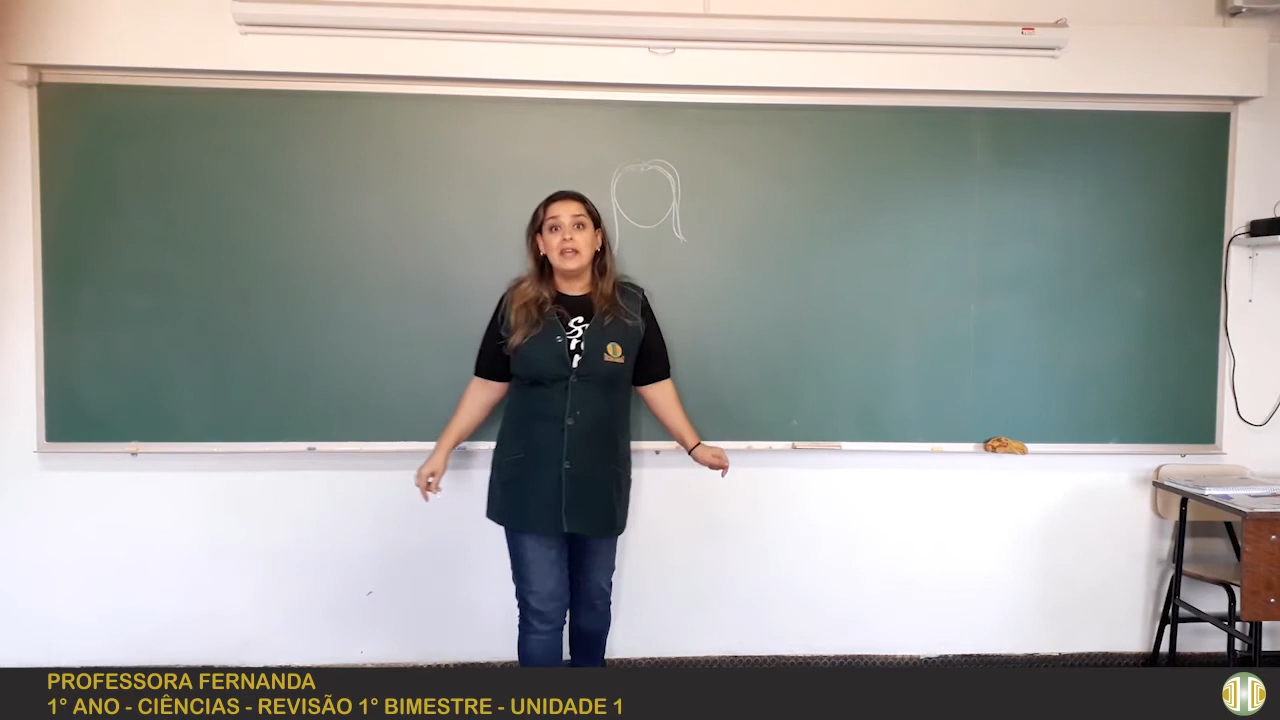 PROFESSORA FERNANDA
1° ANO - CIÊNCIAS - REVISÃO 1° BIMESTRE - UNIDADE 1